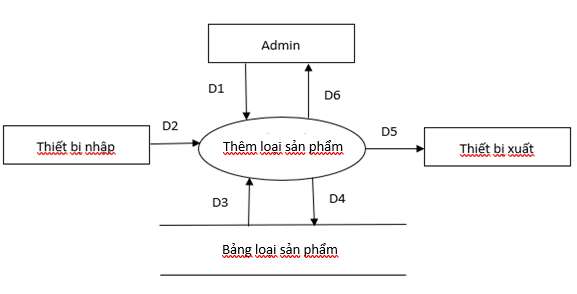 Admin
D1
D6
D2
D5
Thiết bị nhập
Thêm loại sản phẩm
Thiết bị xuất
D3
D4
Bảng loại sản phẩm